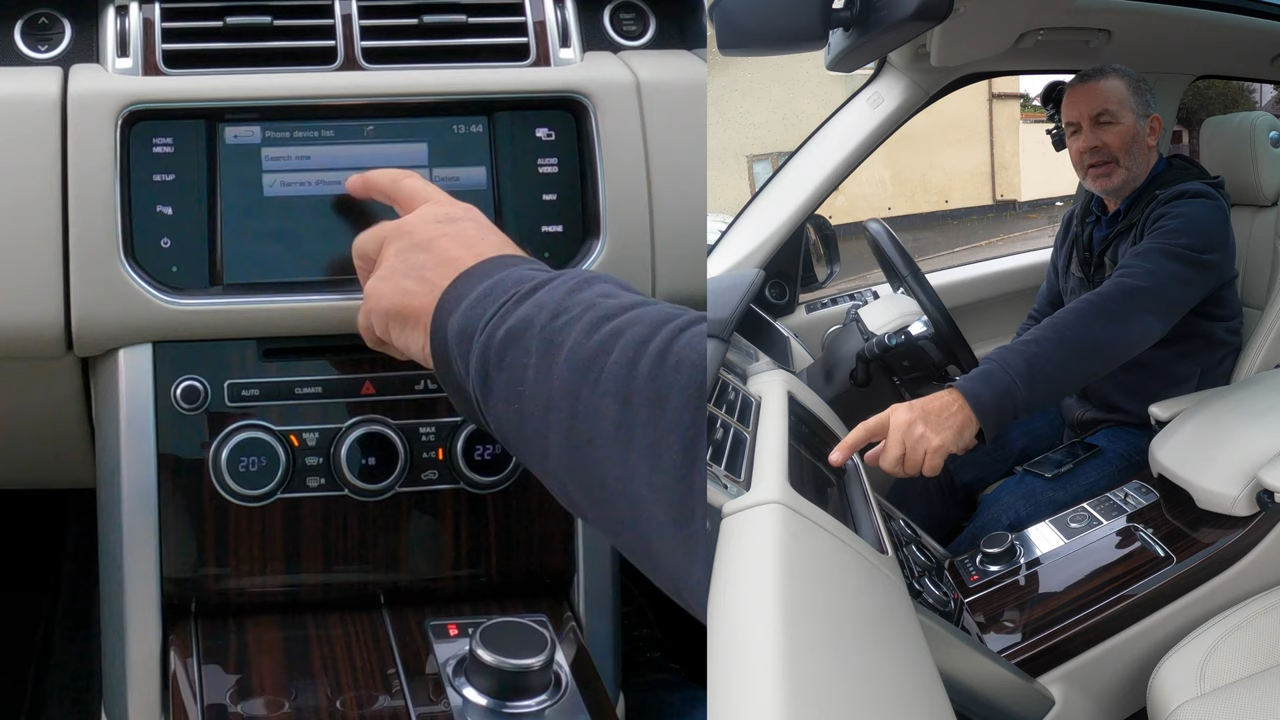 START
STOP
HOME
MENU
SETUP
Phone device list
13:44
Search new
✓ Barrie's iPhone
Delete
AUDIO
VIDEO
NAV
PHONE
AUTO
CLIMATE
20.5
MAX
F
R
MAX
A/C
A/C
22.0
P